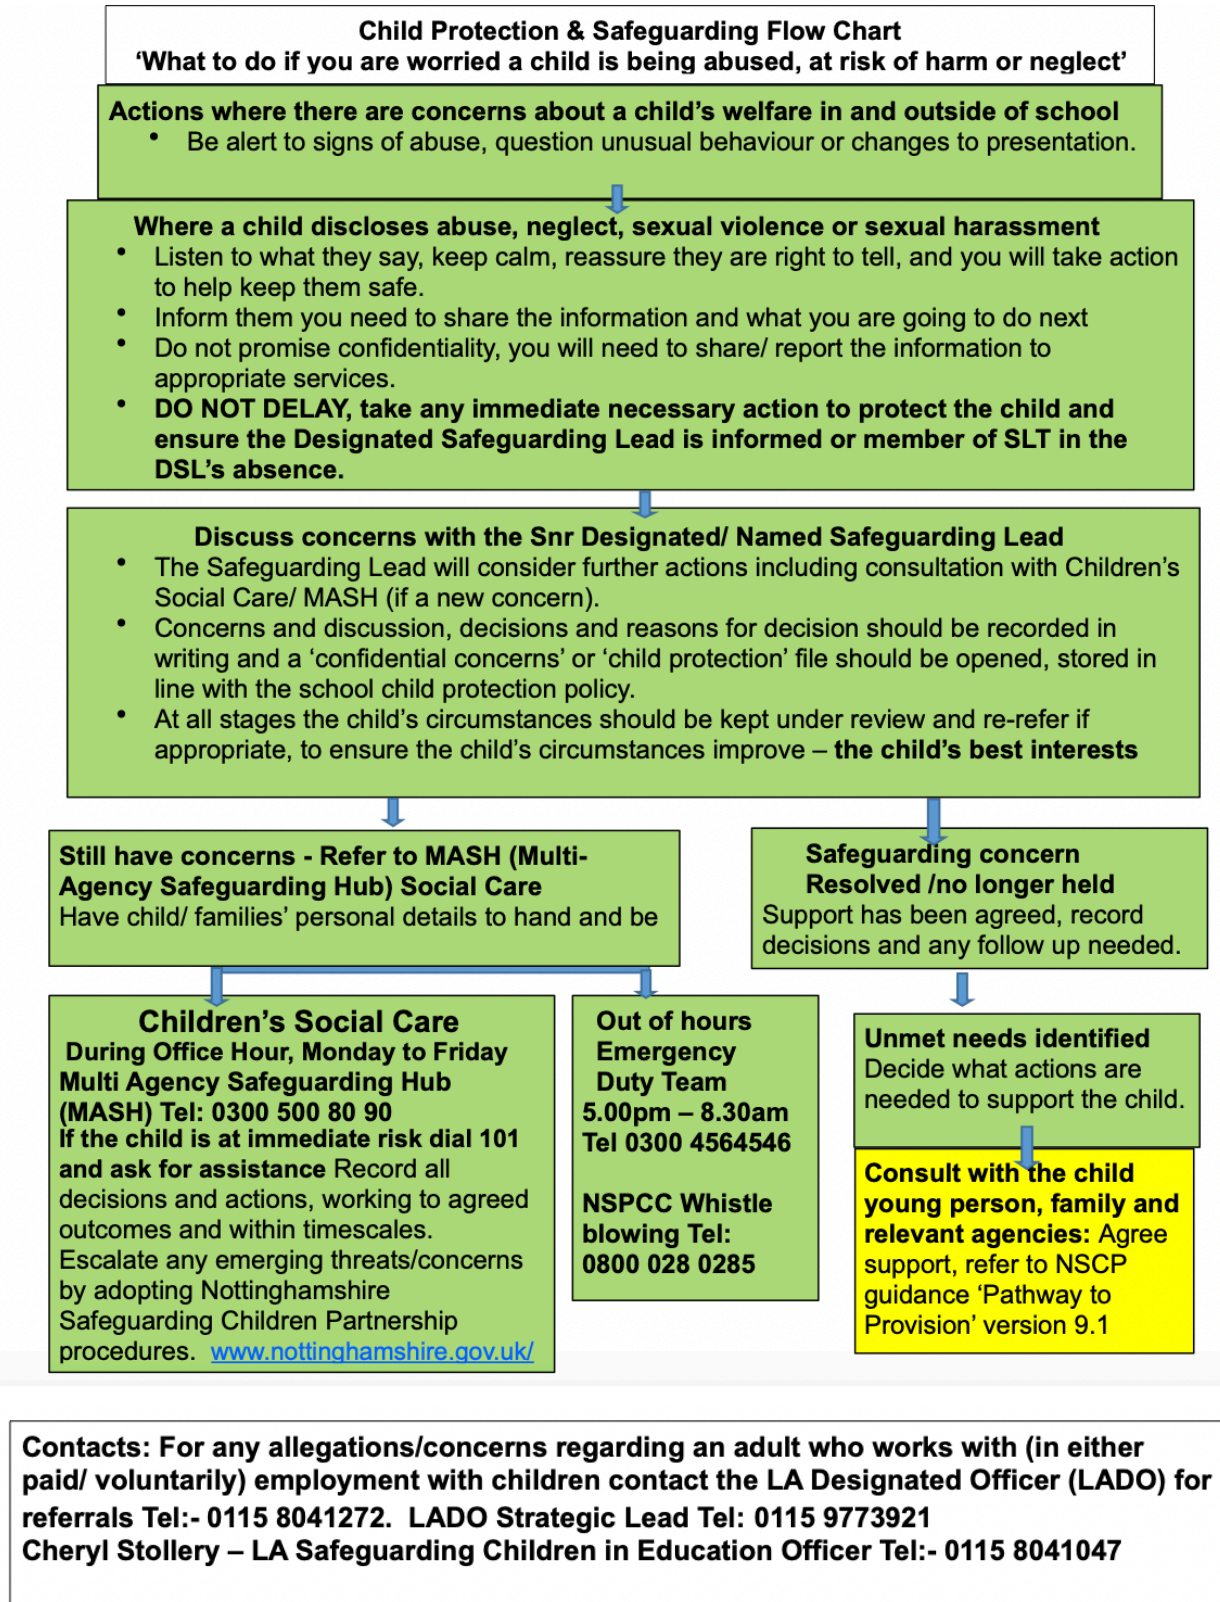 Child Protection & Safeguarding Flow Chart
‘What to do if you are worried a child is being abused, at risk of harm or neglect’
Actions where there are concerns about a child’s welfare in and outside of school
• Be alert to signs of abuse, question unusual behaviour or changes to presentation.
Where a child discloses abuse, neglect, sexual violence or sexual harassment
• Listen to what they say, keep calm, reassure they are right to tell, and you will take action
to help keep them safe.
• Inform them you need to share the information and what you are going to do next
• Do not promise confidentiality, you will need to share/ report the information to
appropriate services.
• DO NOT DELAY, take any immediate necessary action to protect the child and
ensure the Designated Safeguarding Lead is informed or member of SLT in the
DSL’s absence.
Discuss concerns with the Snr Designated/ Named Safeguarding Lead
• The Safeguarding Lead will consider further actions including consultation with Children’s
Social Care/ MASH (if a new concern).
• Concerns and discussion, decisions and reasons for decision should be recorded in
writing and a ‘confidential concerns’ or ‘child protection’ file should be opened, stored in
line with the school child protection policy.
• At all stages the child’s circumstances should be kept under review and re-refer if
appropriate, to ensure the child’s circumstances improve – the child’s best interests
Still have concerns - Refer to MASH (Multi-
Agency Safeguarding Hub) Social Care
Have child/ families’ personal details to hand and be
Safeguarding concern
Resolved /no longer held
Support has been agreed, record
decisions and any follow up needed.
Children’s Social Care
During Office Hour, Monday to Friday
Multi Agency Safeguarding Hub
(MASH) Tel: 0300 500 80 90
If the child is at immediate risk dial 101
and ask for assistance Record all
decisions and actions, working to agreed
outcomes and within timescales.
Escalate any emerging threats/concerns
by adopting Nottinghamshire
Safeguarding Children Partnership
procedures. www.nottinghamshire.gov.uk/
Out of hours
Emergency
Duty Team
5.00pm – 8.30am
Tel 0300 4564546
NSPCC Whistle
blowing Tel:
0800 028 0285
Unmet needs identified
Decide what actions are
needed to support the child.
Consult with the child
young person, family and
relevant agencies: Agree
support, refer to NSCP
guidance ‘Pathway to
Provision’ version 9.1
Contacts: For any allegations/concerns regarding an adult who works with (in either
paid/ voluntarily) employment with children contact the LA Designated Officer (LADO) for
referrals Tel:- 0115 8041272. LADO Strategic Lead Tel: 0115 9773921
Cheryl Stollery – LA Safeguarding Children in Education Officer Tel:- 0115 8041047